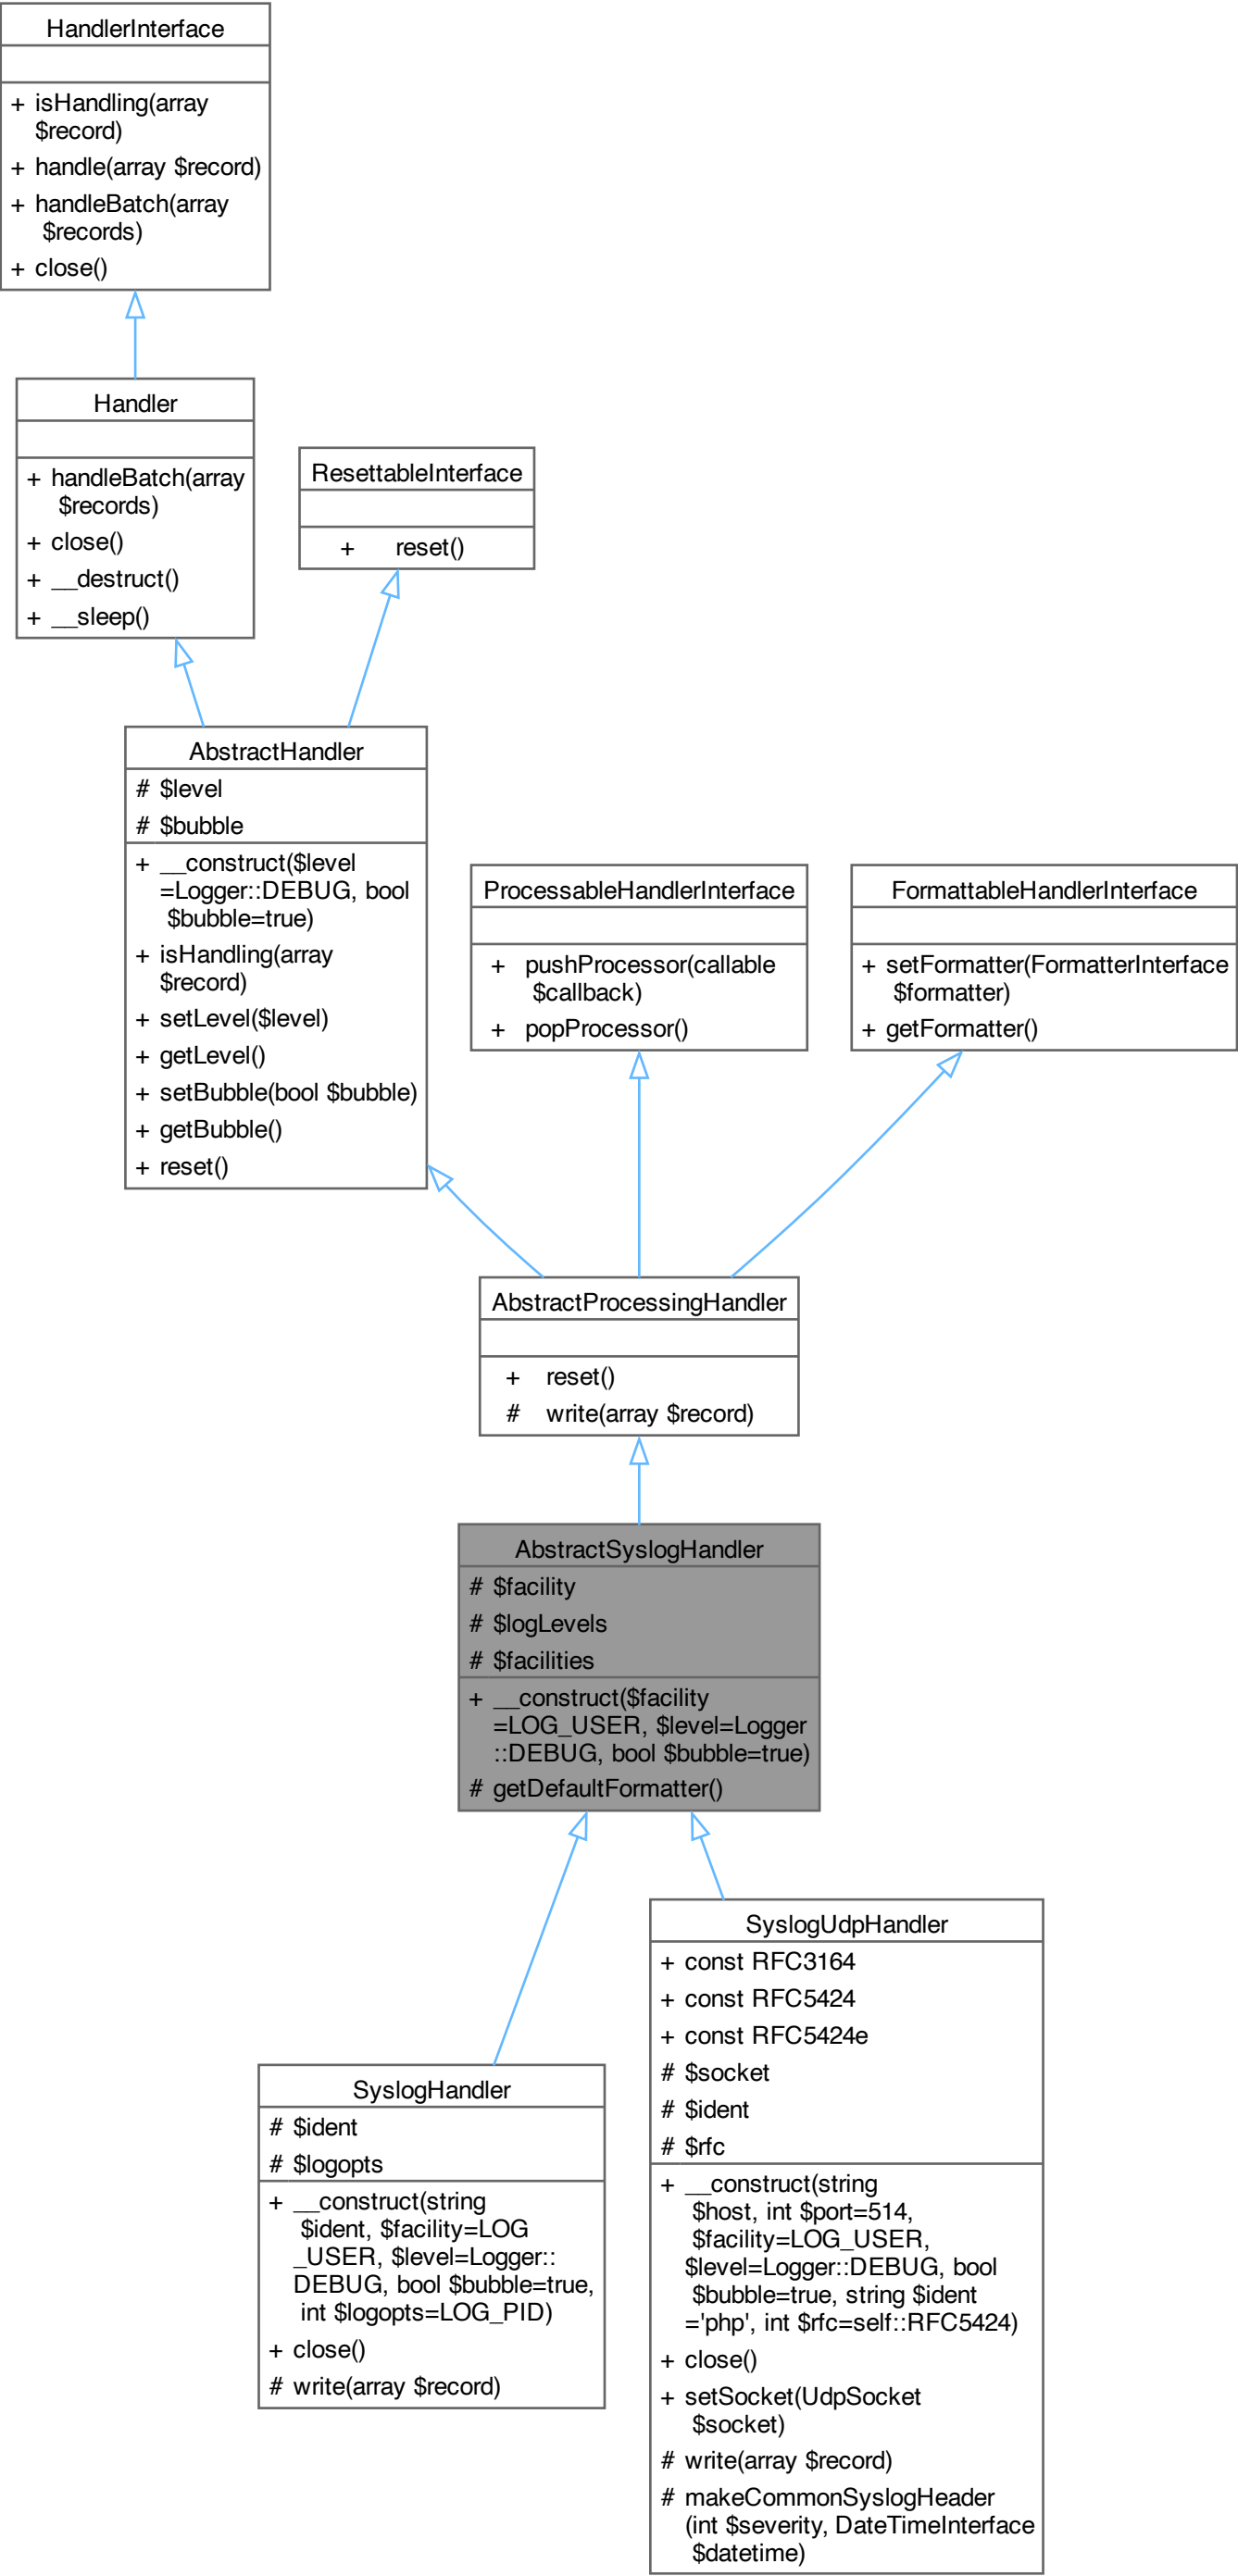 HandlerInterface
+ isHandling(array
$record)
+ handle(array $record)
+ handleBatch(array
$records)
+ close()
Handler
+ handleBatch(array
$records)
+ close()
+ __destruct()
+ __sleep()
ResettableInterface
+ reset()
AbstractHandler
# $level
# $bubble
+ __construct($level
=Logger::DEBUG, bool
$bubble=true)
+ isHandling(array
$record)
+ setLevel($level)
+ getLevel()
+ setBubble(bool $bubble)
+ getBubble()
+ reset()
ProcessableHandlerInterface
+ pushProcessor(callable
$callback)
+ popProcessor()
FormattableHandlerInterface
+ setFormatter(FormatterInterface
$formatter)
+ getFormatter()
AbstractProcessingHandler
+ reset()
# write(array $record)
AbstractSyslogHandler
# $facility
# $logLevels
# $facilities
+ __construct($facility
=LOG_USER, $level=Logger
::DEBUG, bool $bubble=true)
# getDefaultFormatter()
SyslogHandler
# $ident
# $logopts
+ __construct(string
$ident, $facility=LOG
_USER, $level=Logger::
DEBUG, bool $bubble=true,
int $logopts=LOG_PID)
+ close()
# write(array $record)
SyslogUdpHandler
+ const RFC3164
+ const RFC5424
+ const RFC5424e
# $socket
# $ident
# $rfc
+ __construct(string
$host, int $port=514,
$facility=LOG_USER,
$level=Logger::DEBUG, bool
$bubble=true, string $ident
='php', int $rfc=self::RFC5424)
+ close()
+ setSocket(UdpSocket
$socket)
# write(array $record)
# makeCommonSyslogHeader
(int $severity, DateTimeInterface
$datetime)